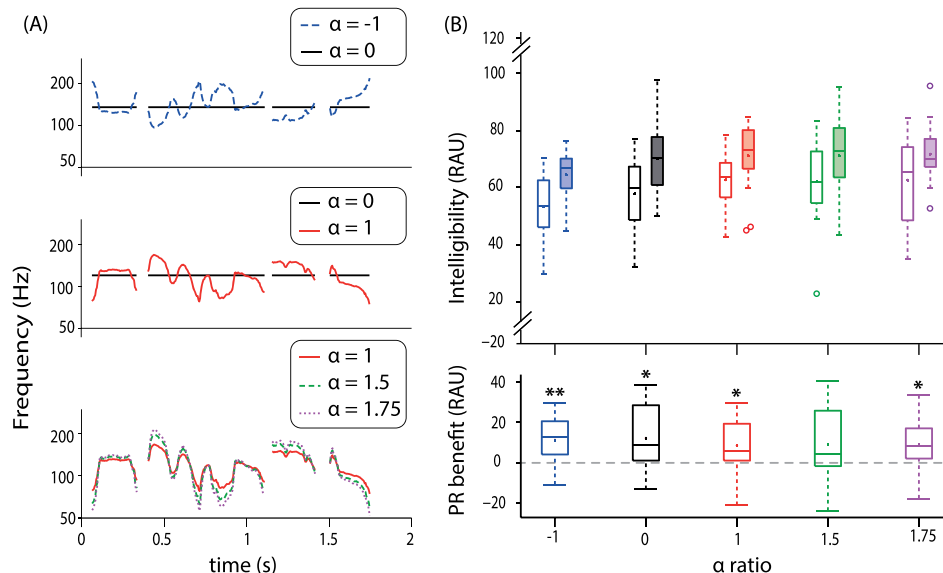 (A)
α = -1
α = 0
200
100
50
α = 0
α = 1
200
100
50
α = 1
α = 1.5
α = 1.75
200
100
50
0
0.5
1
1.5
2
time (s)
Frequency (Hz)
(B)
120
100
80
60
40
20
−20
Intelligibility (RAU)
40
20
0
−20
PR benefit (RAU)
** * * *
-1 0 1 1.5 1.75
α ratio